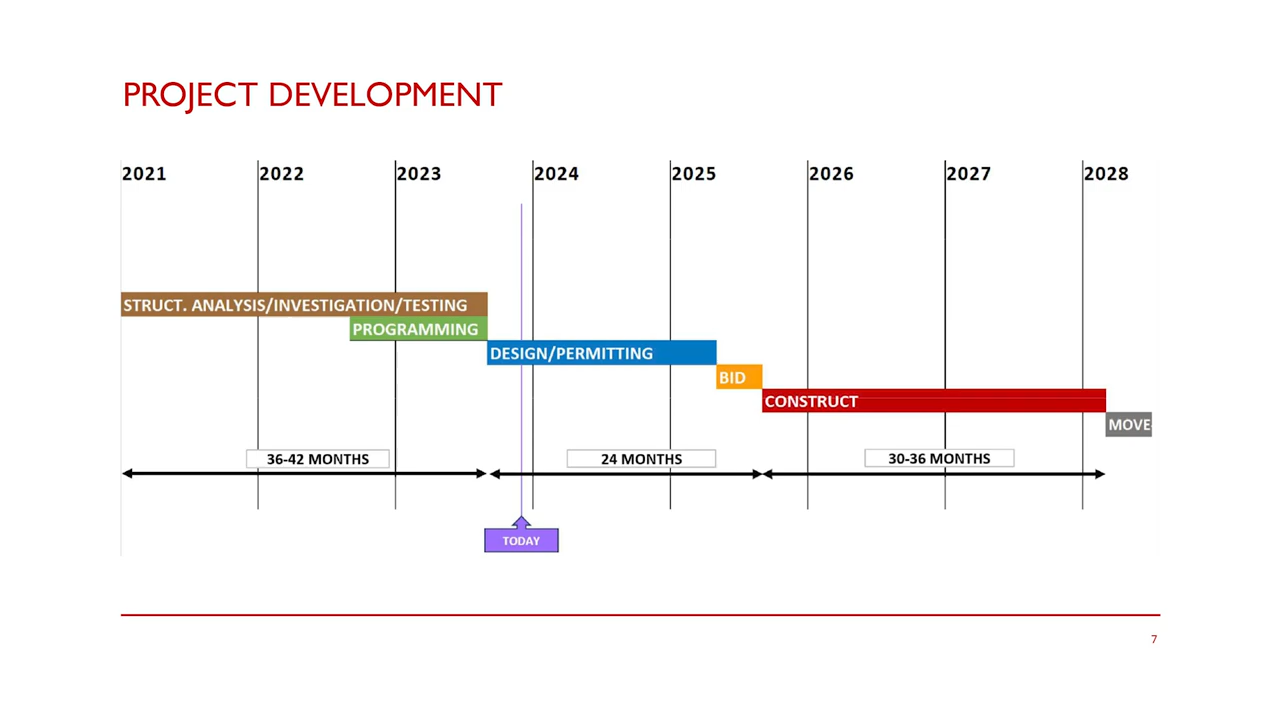 PROJECT DEVELOPMENT
2021 2022 2023 2024 2025 2026 2027 2028
STRUCT. ANALYSIS/INVESTIGATION/TESTING
PROGRAMMING
DESIGN/PERMITTING
BID
CONSTRUCT
MOVE
36-42 MONTHS 24 MONTHS 30-36 MONTHS
TODAY
7